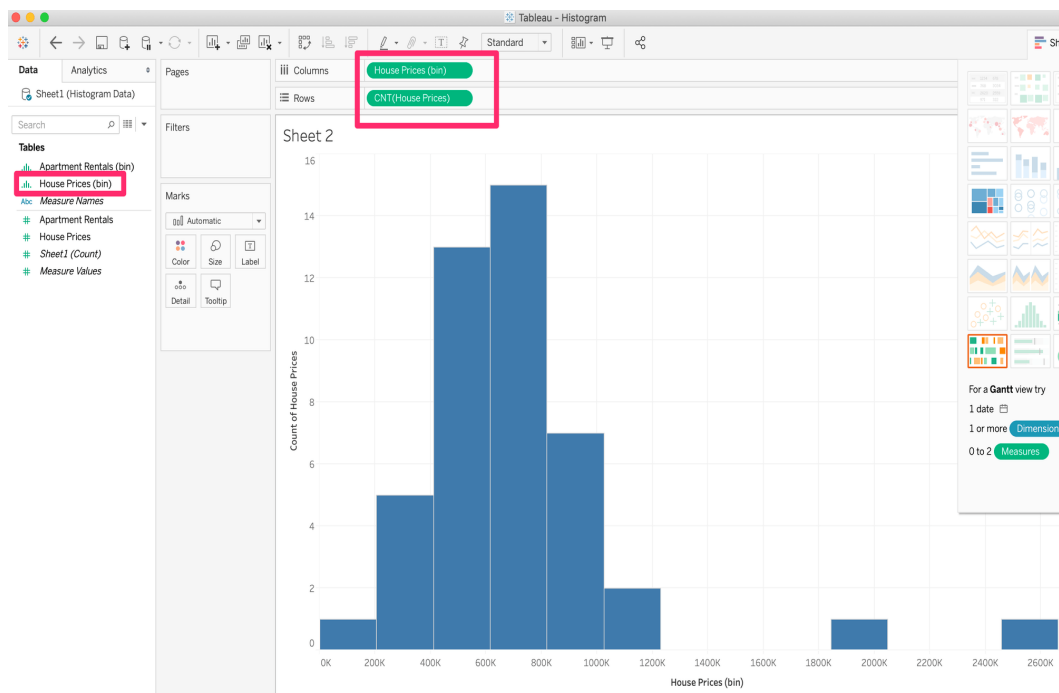 Tableau - Histogram
Standard
Sh
Data
Analytics
Pages
iii Columns
House Prices (bin)
Sheet1 (Histogram Data)
Rows
CNT(House Prices)
Search
Filters
Sheet 2
Tables
Apartment Rentals (bin)
House Prices (bin)
Abc Measure Names
# Apartment Rentals
# House Prices
# Sheet1 (Count)
# Measure Values
Marks
Automatic
Color
Size
T
Label
Detail
Tooltip
16
14
12
10
8
6
4
2
0
Count of House Prices
0K 200K 400K 600K 800K 1000K 1200K 1400K 1600K 1800K 2000K 2200K 2400K 2600K
House Prices (bin)
For a Gantt view try
1 date
1 or more Dimension
0 to 2 Measures